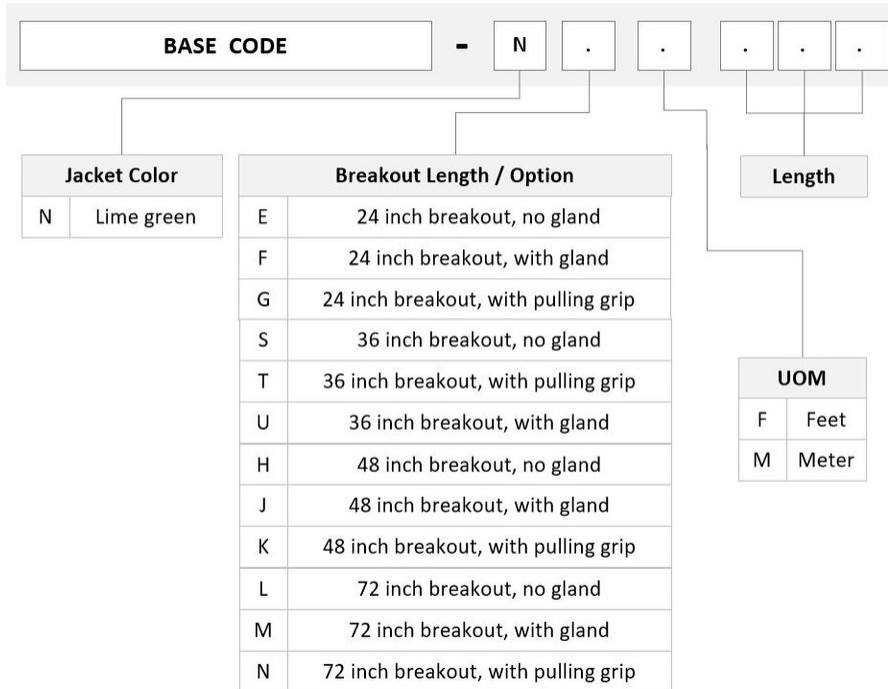 BASE CODE - N . . . . .
Jacket Color
N Lime green
Breakout Length / Option
E 24 inch breakout, no gland
F 24 inch breakout, with gland
G 24 inch breakout, with pulling grip
S 36 inch breakout, no gland
T 36 inch breakout, with pulling grip
U 36 inch breakout, with gland
H 48 inch breakout, no gland
J 48 inch breakout, with gland
K 48 inch breakout, with pulling grip
L 72 inch breakout, no gland
M 72 inch breakout, with gland
N 72 inch breakout, with pulling grip
Length
UOM
F Feet
M Meter